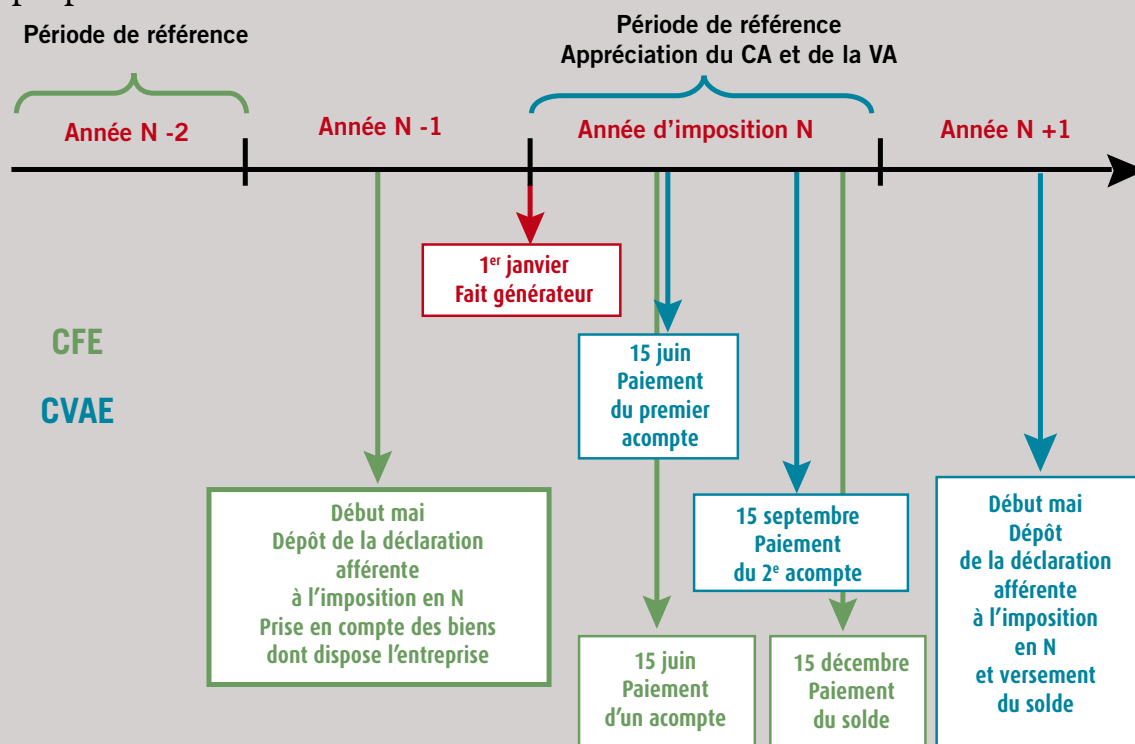 Période de référence
Période de référence
Appréciation du CA et de la VA
Année N -2
Année N -1
Année d'imposition N
Année N +1
1er janvier
Fait générateur
CFE
CVAE
15 juin
Paiement
du premier
acompte
Début mai
Dépôt de la déclaration
afférente
à l'imposition en N
Prise en compte des biens
dont dispose l'entreprise
15 septembre
Paiement
du 2e acompte
Début mai
Dépôt
de la déclaration
afférente
à l'imposition
en N
et versement
du solde
15 juin
Paiement
d'un acompte
15 décembre
Paiement
du solde